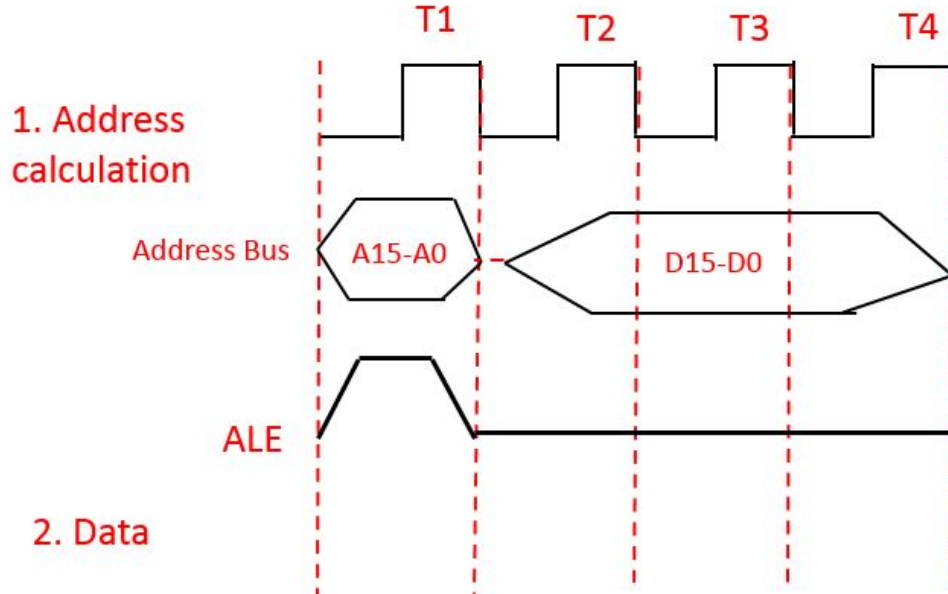 T1 T2 T3 T4
1. Address
calculation
Address Bus A15-A0 D15-D0
ALE
2. Data